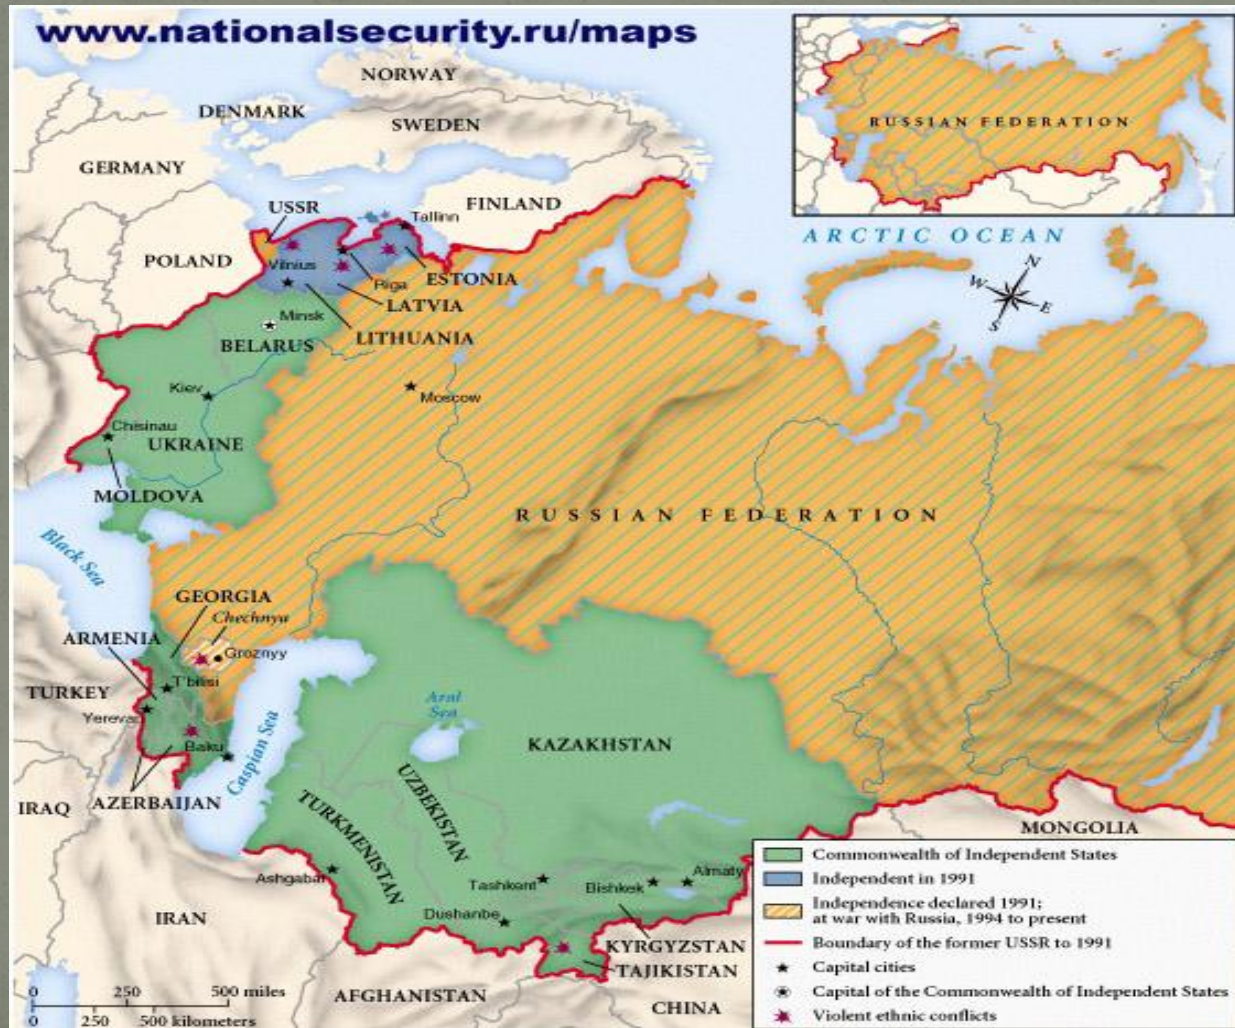 www.nationalsecurity.ru/maps
NORWAY
DENMARK
SWEDEN
GERMANY
FINLAND
USSR
Tallinn
POLAND
Vilnius
Riga
ESTONIA
LATVIA
LITHUANIA
Minsk
BELARUS
Kiev
Moscow
Chisinau
UKRAINE
MOLDOVA
RUSSIAN FEDERATION
ARCTIC OCEAN
N
W
E
S
RUSSIAN FEDERATION
Black Sea
GEORGIA
Chechnya
ARMENIA
Groznyy
T'bilisi
TURKEY
Yerevan
Baku
Caspian Sea
Aral
Sea
KAZAKHSTAN
IRAQ
AZERBAIJAN
UZBEKISTAN
TURKMENISTAN
MONGOLIA
Ashgabat
Tashkent
Bishkek
Almaty
Dushanbe
IRAN
KYRGYZSTAN
TAJIKISTAN
AFGHANISTAN
CHINA
0 250 500 miles
0 250 500 kilometers
Commonwealth of Independent States
Independent in 1991
Independence declared 1991;
at war with Russia, 1994 to present
Boundary of the former USSR to 1991
Capital cities
Capital of the Commonwealth of Independent States
Violent ethnic conflicts